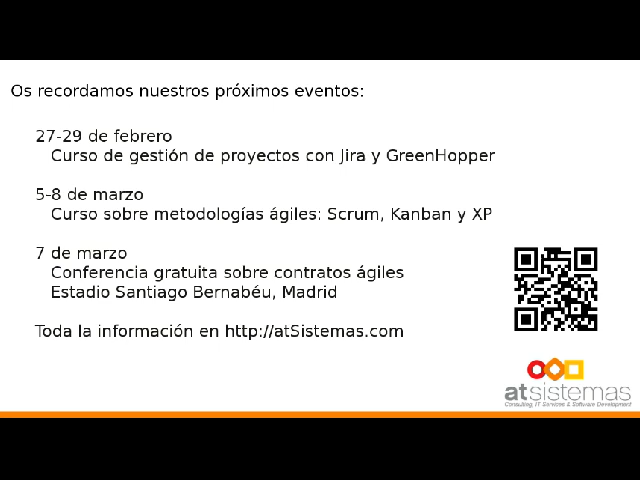 Os recordamos nuestros próximos eventos:
27-29 de febrero
Curso de gestión de proyectos con Jira y GreenHopper
5-8 de marzo
Curso sobre metodologías ágiles: Scrum, Kanban y XP
7 de marzo
Conferencia gratuita sobre contratos ágiles
Estadio Santiago Bernabéu, Madrid
Toda la información en http://atSistemas.com
atsistemas
Consulting, IT Services & Software Development